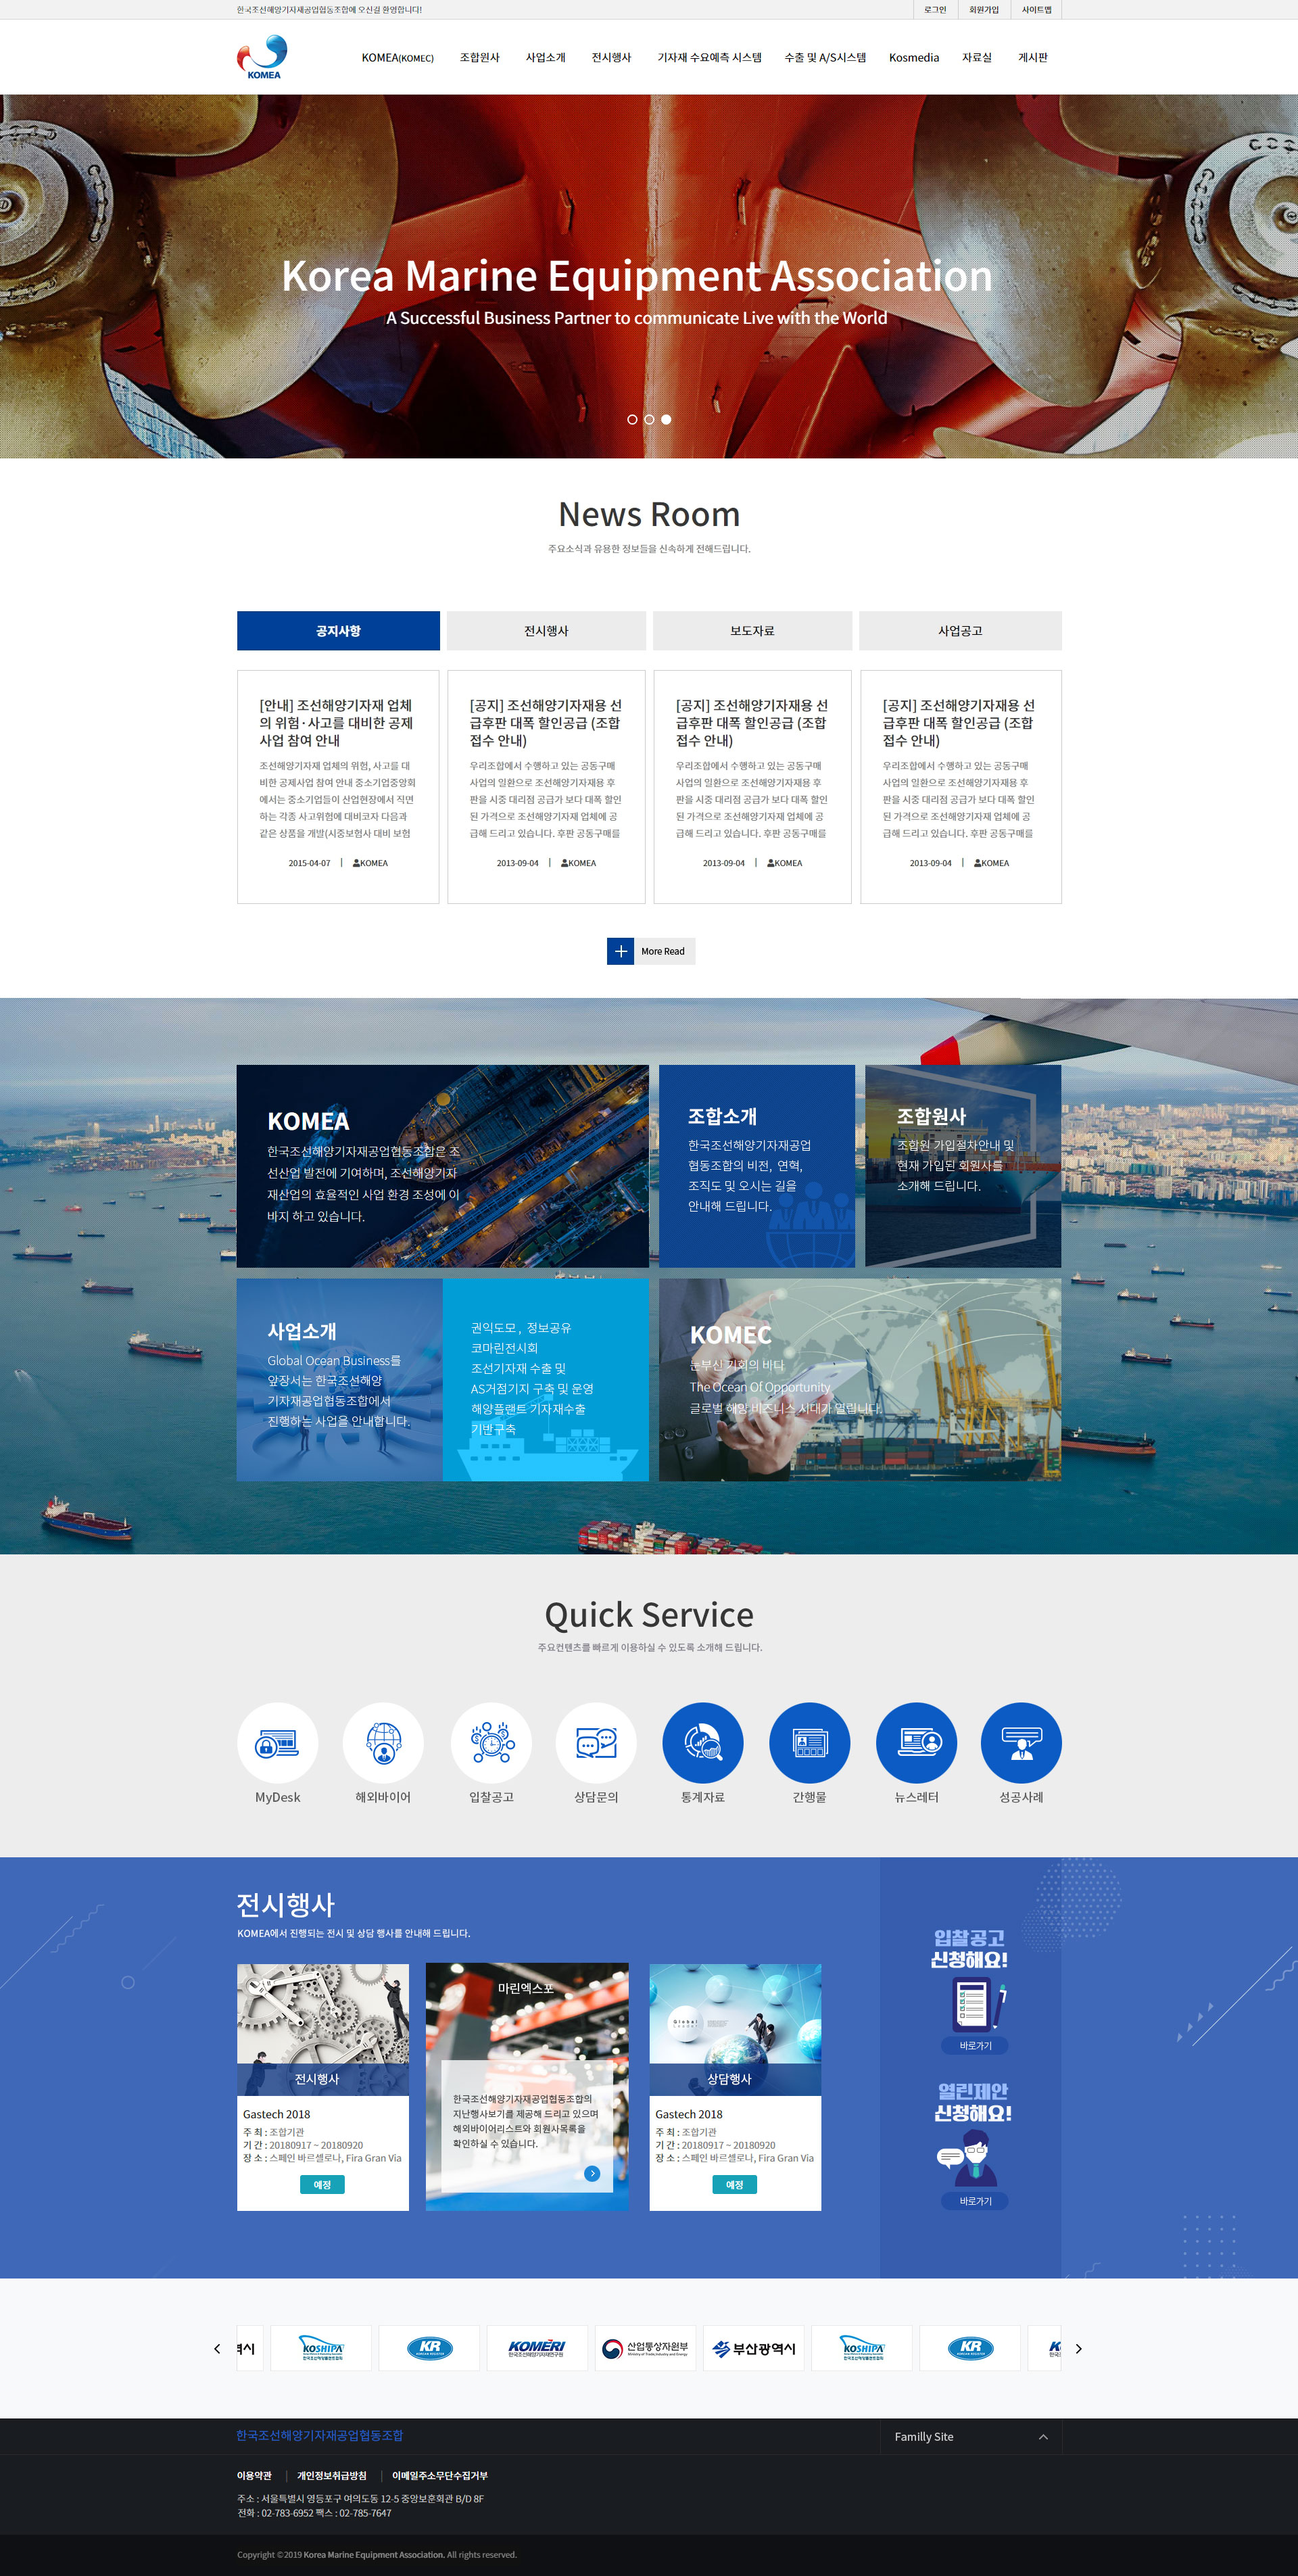 한국조선해양기자재공업협동조합에 오신걸 환영합니다!
로그인
회원가입
사이트맵
KOMEA
KOMEA(KOMEC)
조합원사
사업소개
전시행사
기자재 수요예측 시스템
수출 및 A/S시스템
Kosmedia
자료실
게시판
Korea Marine Equipment Association
A Successful Business Partner to communicate Live with the World
News Room
주요소식과 유용한 정보들을 신속하게 전해드립니다.
공지사항
전시행사
보도자료
사업공고
[안내] 조선해양기자재 업체
의 위험·사고를 대비한 공제
사업 참여 안내
조선해양기자재 업체의 위험, 사고를 대
비한 공제사업 참여 안내 중소기업중앙회
에서는 중소기업들이 산업현장에서 직면
하는 각종 사고위험에 대비코자 다음과
같은 상품을 개발(시중보험사 대비 보험
2015-04-07 | KOMEA
[공지] 조선해양기자재용 선
급후판 대폭 할인공급 (조합
접수 안내)
우리조합에서 수행하고 있는 공동구매
사업의 일환으로 조선해양기자재용 후
판을 시중 대리점 공급가 보다 대폭 할인
된 가격으로 조선해양기자재 업체에 공
급해 드리고 있습니다. 후판 공동구매를
2013-09-04 | KOMEA
[공지] 조선해양기자재용 선
급후판 대폭 할인공급 (조합
접수 안내)
우리조합에서 수행하고 있는 공동구매
사업의 일환으로 조선해양기자재용 후
판을 시중 대리점 공급가 보다 대폭 할인
된 가격으로 조선해양기자재 업체에 공
급해 드리고 있습니다. 후판 공동구매를
2013-09-04 | KOMEA
[공지] 조선해양기자재용 선
급후판 대폭 할인공급 (조합
접수 안내)
우리조합에서 수행하고 있는 공동구매
사업의 일환으로 조선해양기자재용 후
판을 시중 대리점 공급가 보다 대폭 할인
된 가격으로 조선해양기자재 업체에 공
급해 드리고 있습니다. 후판 공동구매를
2013-09-04 | KOMEA
More Read
KOMEA
한국조선해양기자재공업협동조합은 조
선산업 발전에 기여하며, 조선해양기자
재산업의 효율적인 사업 환경 조성에 이
바지 하고 있습니다.
조합소개
한국조선해양기자재공업
협동조합의 비전, 연혁,
조직도 및 오시는 길을
안내해 드립니다.
조합원사
조합원 가입절차안내 및
현재 가입된 회원사를
소개해 드립니다.
사업소개
Global Ocean Business를
앞장서는 한국조선해양
기자재공업협동조합에서
진행하는 사업을 안내합니다.
권익도모 , 정보공유
코마린전시회
조선기자재 수출 및
AS거점기지 구축 및 운영
해양플랜트 기자재수출
기반구축
KOMEC
눈부신 기회의 바다
The Ocean Of Opportunity
글로벌 해양 비즈니스 시대가 열립니다.
Quick Service
주요컨텐츠를 빠르게 이용하실 수 있도록 소개해 드립니다.
MyDesk
해외바이어
입찰공고
상담문의
통계자료
간행물
뉴스레터
성공사례
전시행사
KOMEA에서 진행되는 전시 및 상담 행사를 안내해 드립니다.
전시행사
Gastech 2018
주 최 : 조합기관
기 간 : 20180917 ~ 20180920
장 소 : 스페인 바르셀로나, Fira Gran Via
예정
마린엑스포
한국조선해양기자재공업협동조합의
지난행사보기를 제공해 드리고 있으며
해외바이어리스트와 회원사목록을
확인하실 수 있습니다.
Global
상담행사
Gastech 2018
주 최 : 조합기관
기 간 : 20180917 ~ 20180920
장 소 : 스페인 바르셀로나, Fira Gran Via
예정
입찰공고
신청해요!
바로가기
열린제안
신청해요!
바로가기
역시
KOSHIPA
한국조선해양플랜트협회
KR
KOREAN REGISTER
KOMERI
한국조선해양기자재연구원
산업통상자원부
Ministry of Trade, Industry and Energy
부산광역시
KOSHIPA
한국조선해양플랜트협회
KR
KOREAN REGISTER
한국조선해양기자재공업협동조합
Familly Site
이용약관 | 개인정보취급방침 | 이메일주소무단수집거부
주소 : 서울특별시 영등포구 여의도동 12-5 중앙보훈회관 B/D 8F
전화 : 02-783-6952 팩스 : 02-785-7647
Copyright ©2019 Korea Marine Equipment Association. All rights reserved.